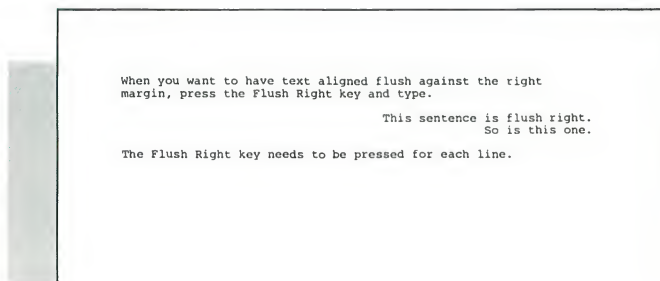 When you want to have text aligned flush against the right
margin, press the Flush Right key and type.
This sentence is flush right.
So is this one.
The Flush Right key needs to be pressed for each line.